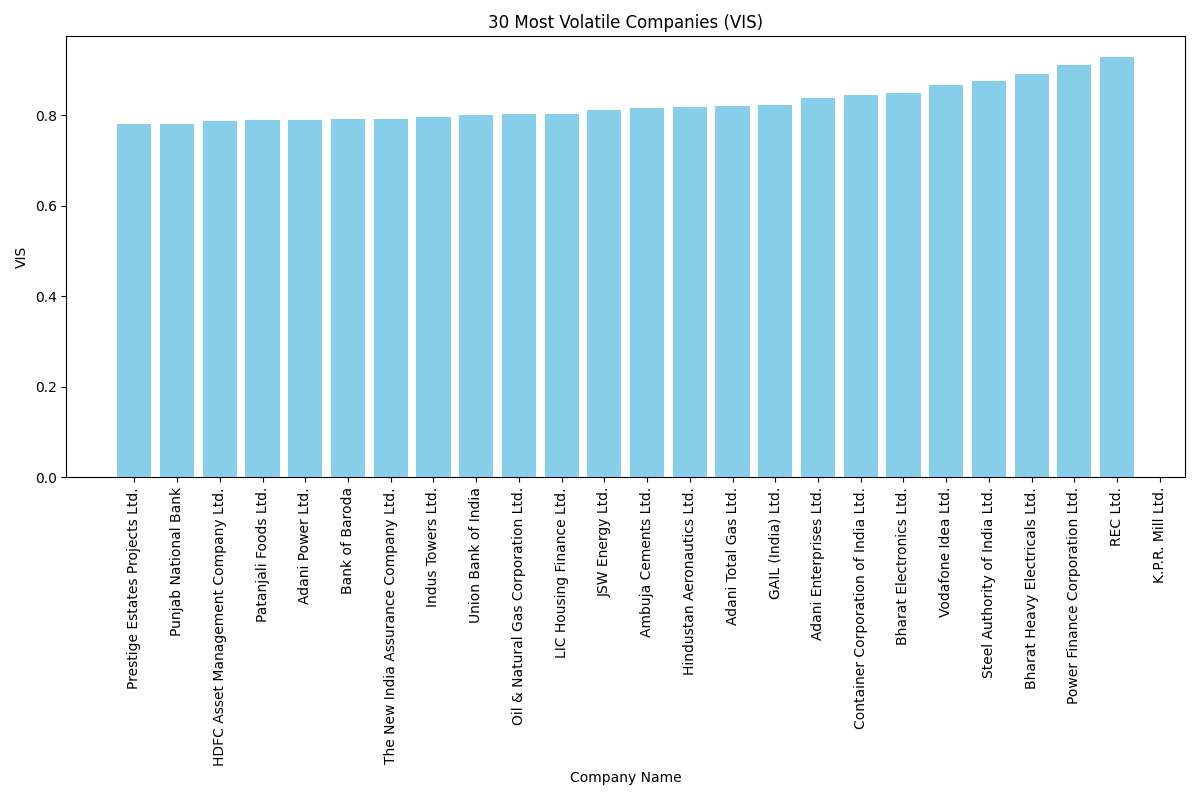 30 Most Volatile Companies (VIS)
VIS
0.8
0.6
0.4
0.2
0.0
Prestige Estates Projects Ltd.
Punjab National Bank
HDFC Asset Management Company Ltd.
Patanjali Foods Ltd.
Adani Power Ltd.
Bank of Baroda
The New India Assurance Company Ltd.
Indus Towers Ltd.
Union Bank of India
Oil & Natural Gas Corporation Ltd.
LIC Housing Finance Ltd.
JSW Energy Ltd.
Ambuja Cements Ltd.
Hindustan Aeronautics Ltd.
Adani Total Gas Ltd.
GAIL (India) Ltd.
Adani Enterprises Ltd.
Container Corporation of India Ltd.
Bharat Electronics Ltd.
Vodafone Idea Ltd.
Steel Authority of India Ltd.
Bharat Heavy Electricals Ltd.
Power Finance Corporation Ltd.
REC Ltd.
K.P.R. Mill Ltd.
Company Name